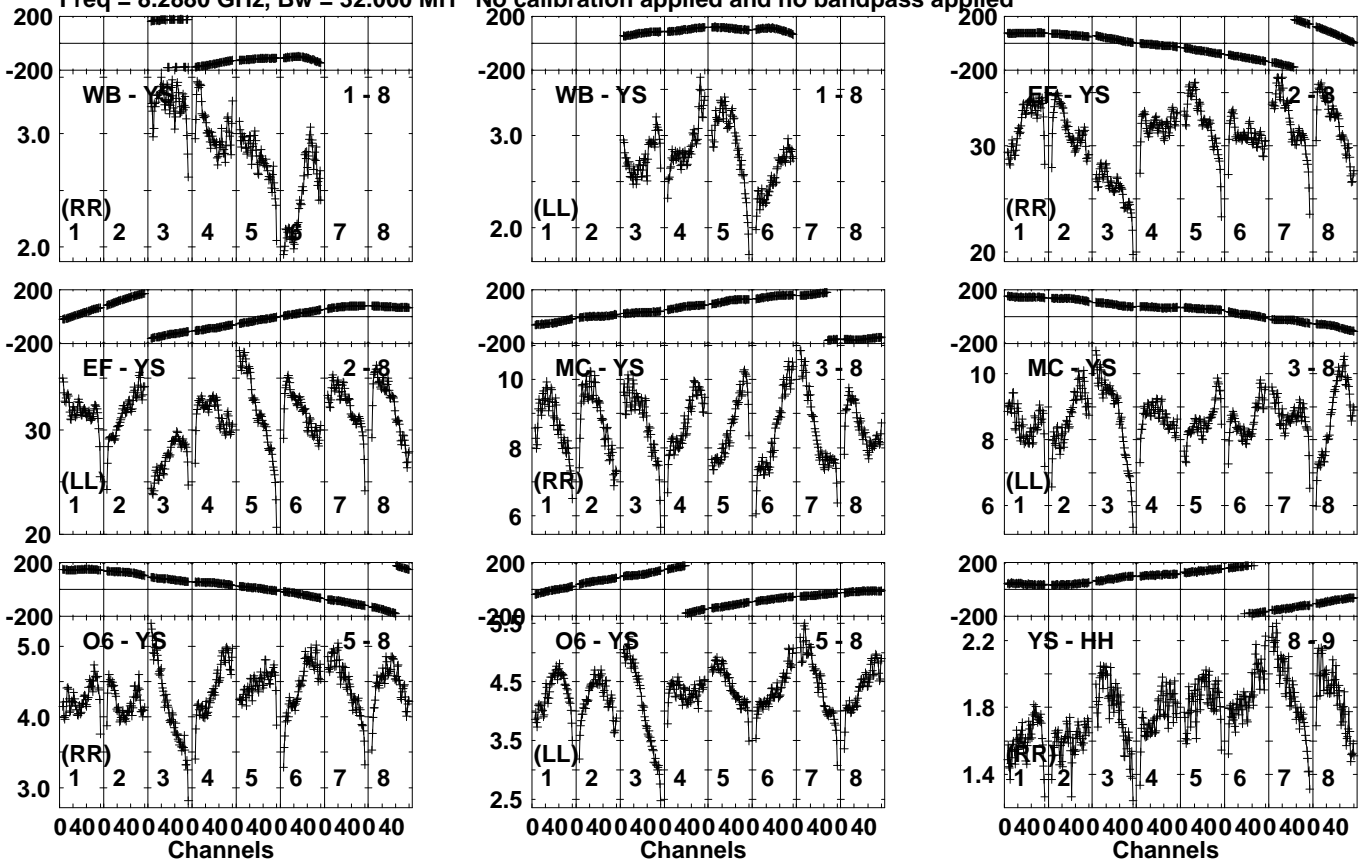 Freq = 8.2880 GHz, Bw = 32.000 MH No calibration applied and no bandpass applied
200
-200
WB - YS 1 - 8
3.0
(RR)
2.0
1 2 3 4 5 6 7 8
200
-200
WB - YS 1 - 8
3.0
(LL)
2.0
1 2 3 4 5 6 7 8
200
-200
EF - YS 2 - 8
30
(RR)
20
1 2 3 4 5 6 7 8
200
-200
EF - YS 2 - 8
30
(LL)
20
1 2 3 4 5 6 7 8
200
-200
MC - YS 3 - 8
10
8
(RR)
6
1 2 3 4 5 6 7 8
200
-200
MC - YS 3 - 8
10
8
(LL)
6
1 2 3 4 5 6 7 8
200
-200
O6 - YS 5 - 8
5.0
4.0
(RR)
3.0
1 2 3 4 5 6 7 8
0 40 0 40 0 40 0 40 0 40 0 40 0 40 0 40
Channels
200
-200
5.5
O6 - YS 5 - 8
4.5
3.5
(LL)
2.5
1 2 3 4 5 6 7 8
0 40 0 40 0 40 0 40 0 40 0 40 0 40 0 40
Channels
200
-200
2.2
YS - HH 8 - 9
1.8
(RR)
1.4
1 2 3 4 5 6 7 8
0 40 0 40 0 40 0 40 0 40 0 40 0 40 0 40
Channels